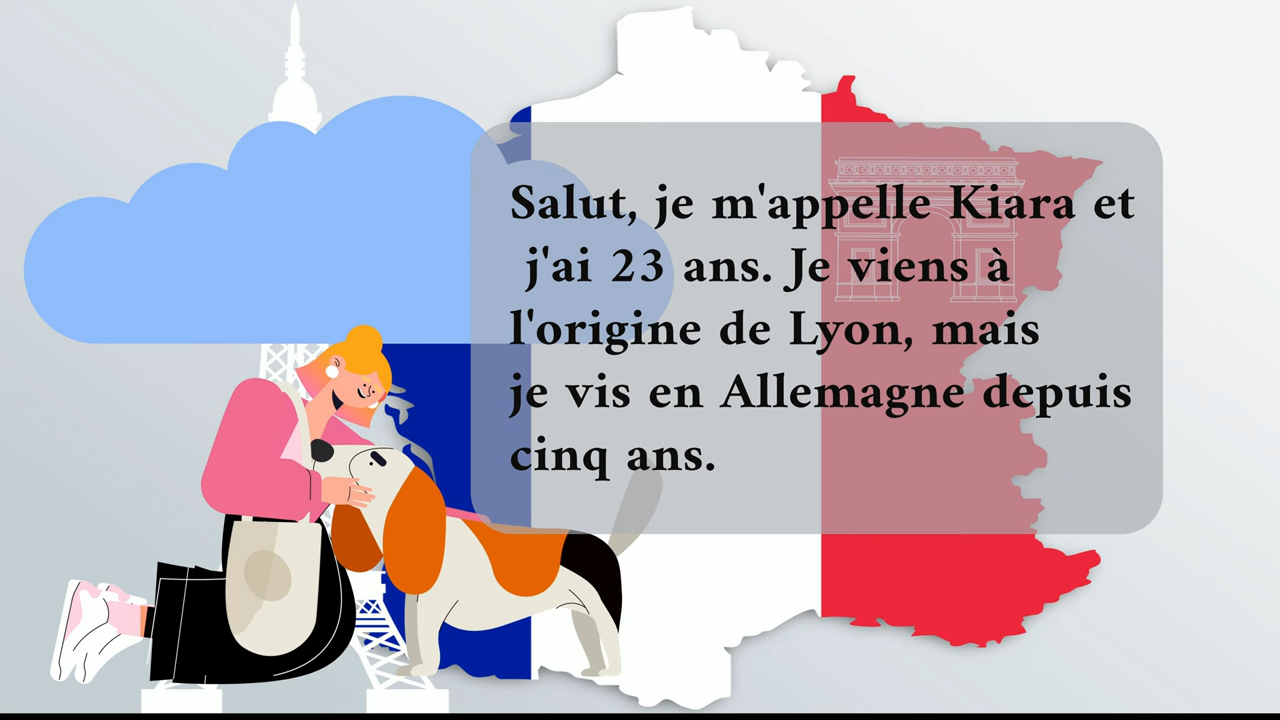 Salut, je m'appelle Kiara et
j'ai 23 ans. Je viens à
l'origine de Lyon, mais
je vis en Allemagne depuis
cinq ans.